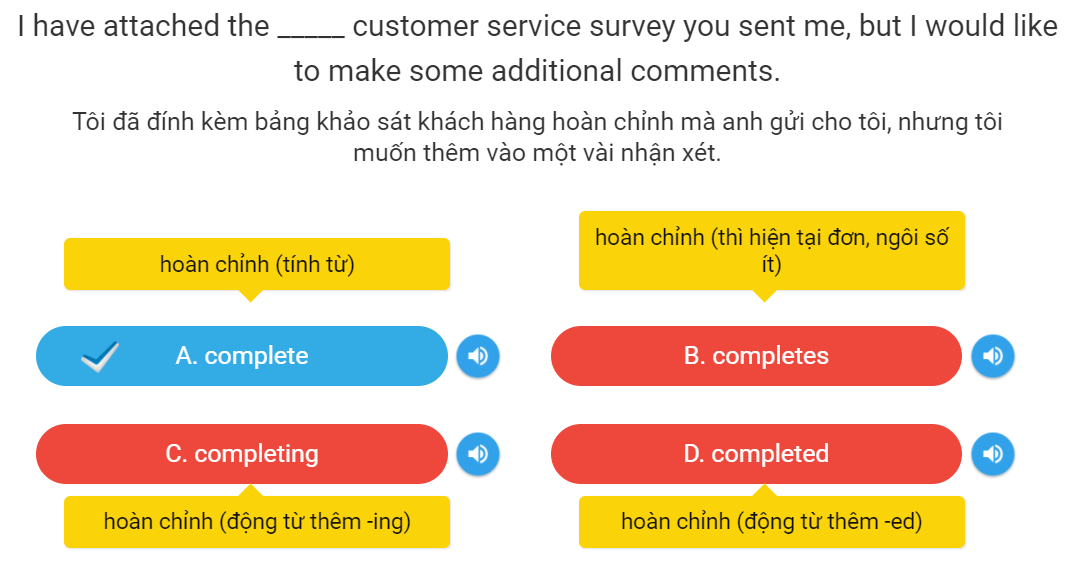 I have attached the _____ customer service survey you sent me, but I would like
to make some additional comments.
Tôi đã đính kèm bảng khảo sát khách hàng hoàn chỉnh mà anh gửi cho tôi, nhưng tôi
muốn thêm vào một vài nhận xét.
hoàn chỉnh (tính từ)
hoàn chỉnh (thì hiện tại đơn, ngôi số
ít)
A. complete
B. completes
C. completing
D. completed
hoàn chỉnh (động từ thêm -ing)
hoàn chỉnh (động từ thêm -ed)